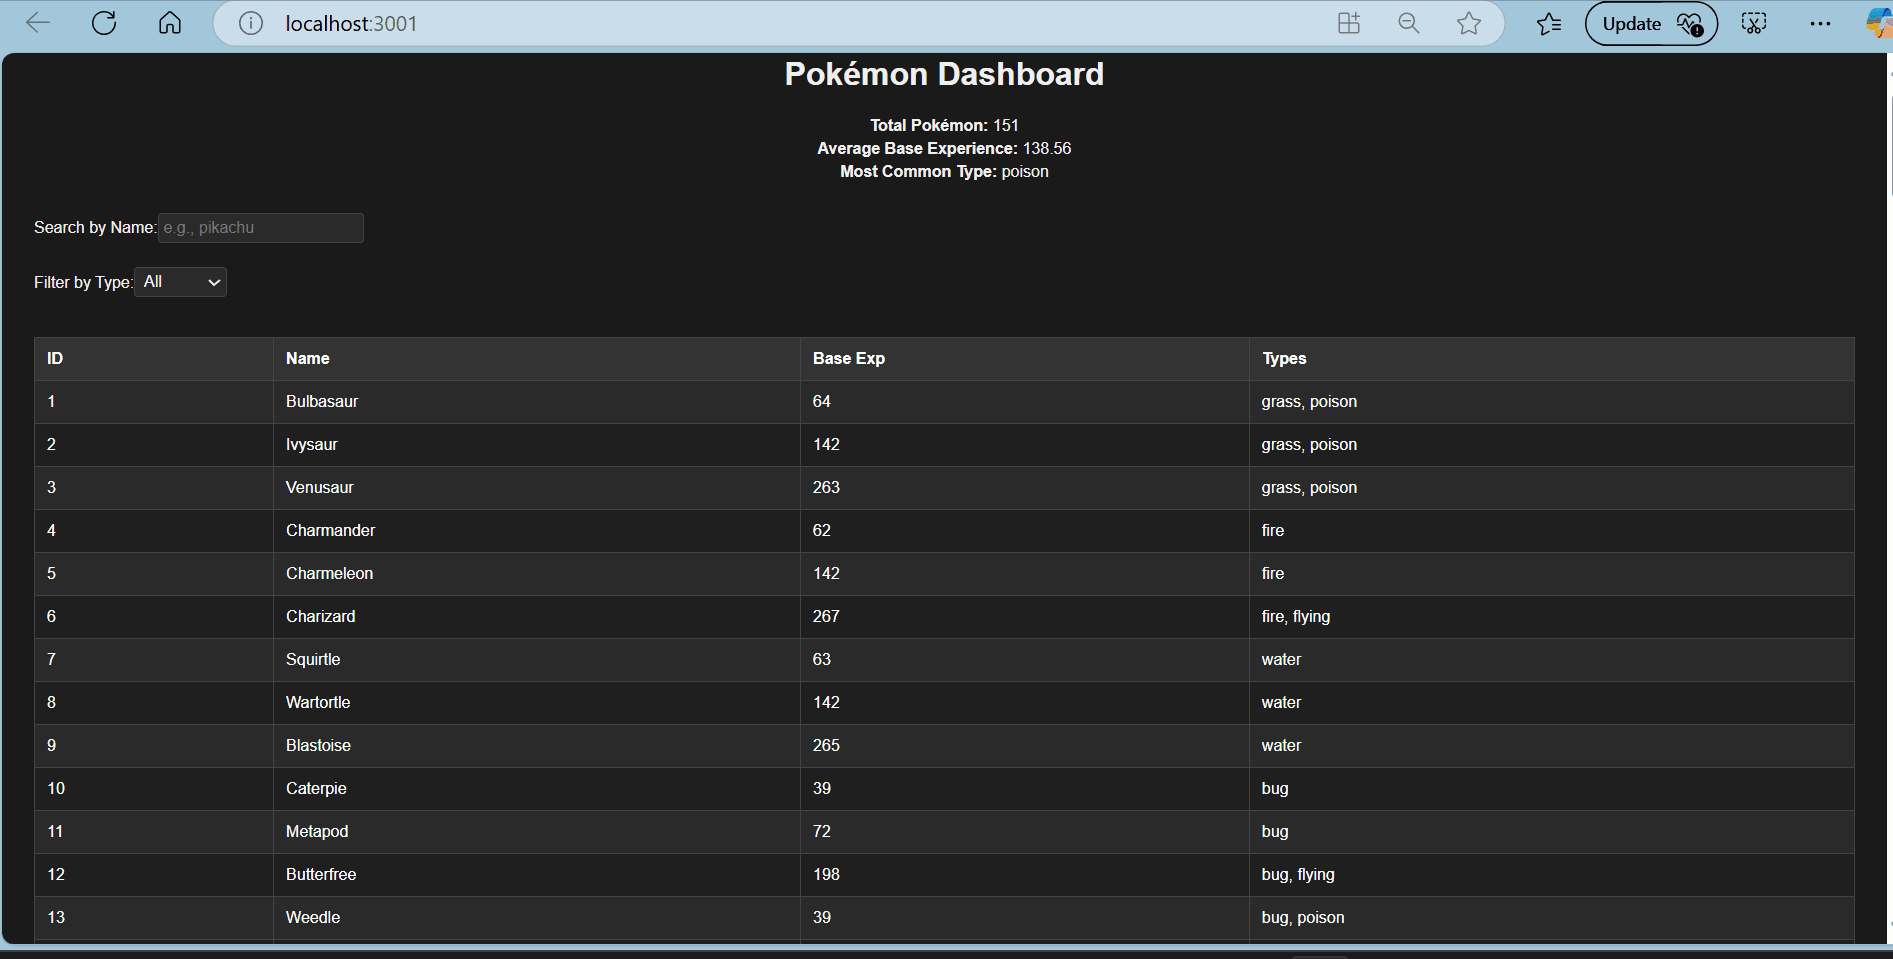 localhost:3001
Update
Pokémon Dashboard
Total Pokémon: 151
Average Base Experience: 138.56
Most Common Type: poison
Search by Name: e.g., pikachu
Filter by Type: All
ID Name Base Exp Types
1 Bulbasaur 64 grass, poison
2 Ivysaur 142 grass, poison
3 Venusaur 263 grass, poison
4 Charmander 62 fire
5 Charmeleon 142 fire
6 Charizard 267 fire, flying
7 Squirtle 63 water
8 Wartortle 142 water
9 Blastoise 265 water
10 Caterpie 39 bug
11 Metapod 72 bug
12 Butterfree 198 bug, flying
13 Weedle 39 bug, poison